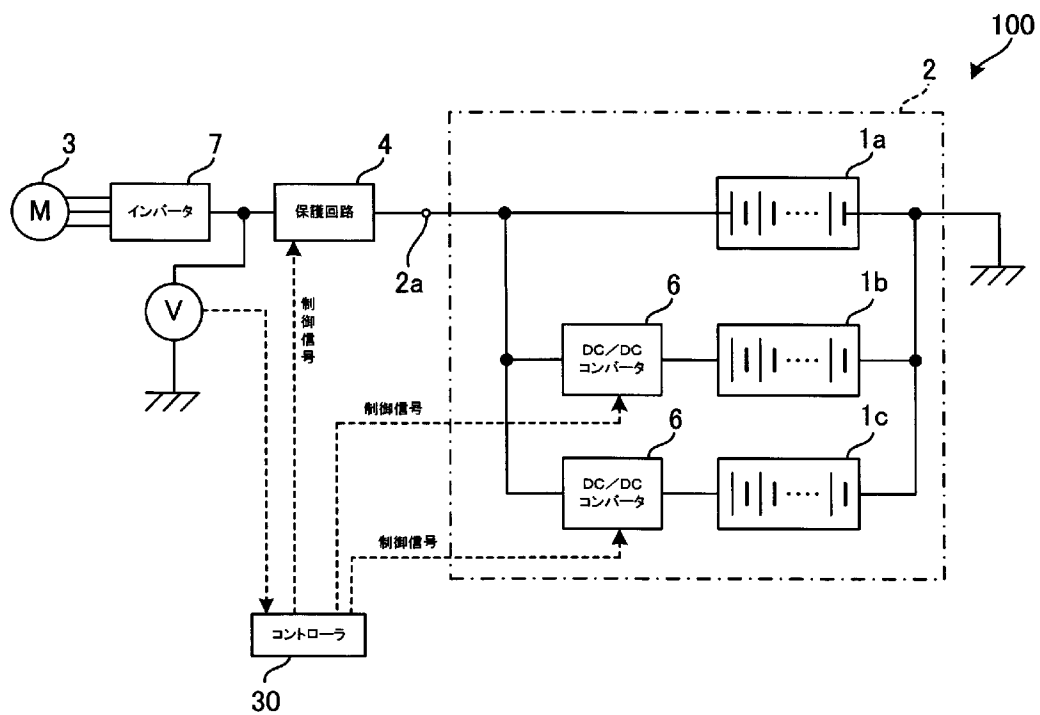 100
2
3
7
4
1a
M
インバータ
保護回路
2a
6
1b
V
制御信号
DC/DC
コンバータ
制御信号
6
1c
DC/DC
コンバータ
制御信号
コントローラ
30